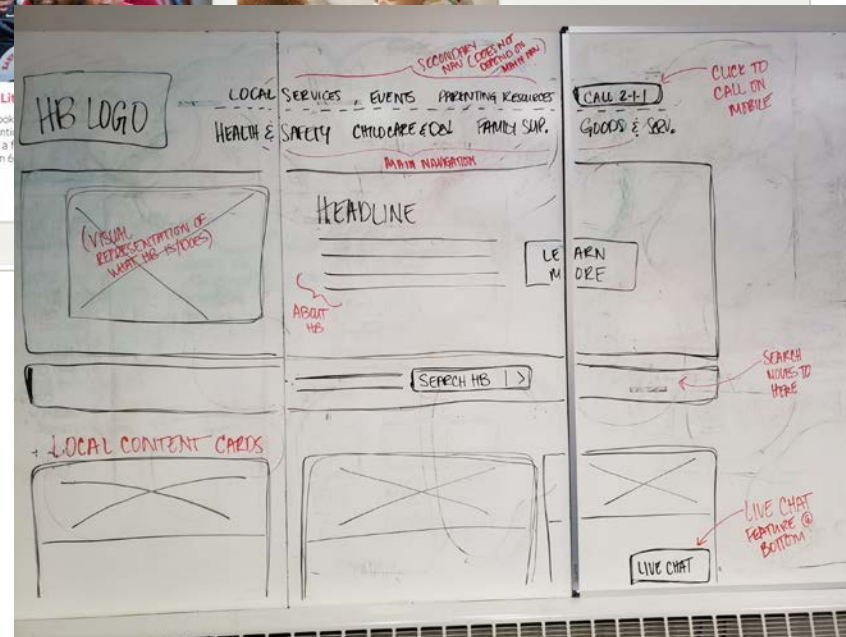 SECONDARY
NAV (DOES NOT
DEPEND ON
MAIN NAV)
HB LOGO
LOCAL SERVICES EVENTS PARENTING RESOURCES
CALL 2-1-1
CLICK TO
CALL ON
MOBILE
HEALTH & SAFETY CHILDCARE & DEV. FAMILY SUP. GOODS & SERV.
MAIN NAVIGATION
(VISUAL
REPRESENTATION OF
WHAT HB IS/DOES)
HEADLINE
ABOUT
HB
LEARN
MORE
SEARCH HB >
SEARCH
MOVES TO
HERE
LOCAL CONTENT CARDS
LIVE CHAT
FEATURE @
BOTTOM
LIVE CHAT